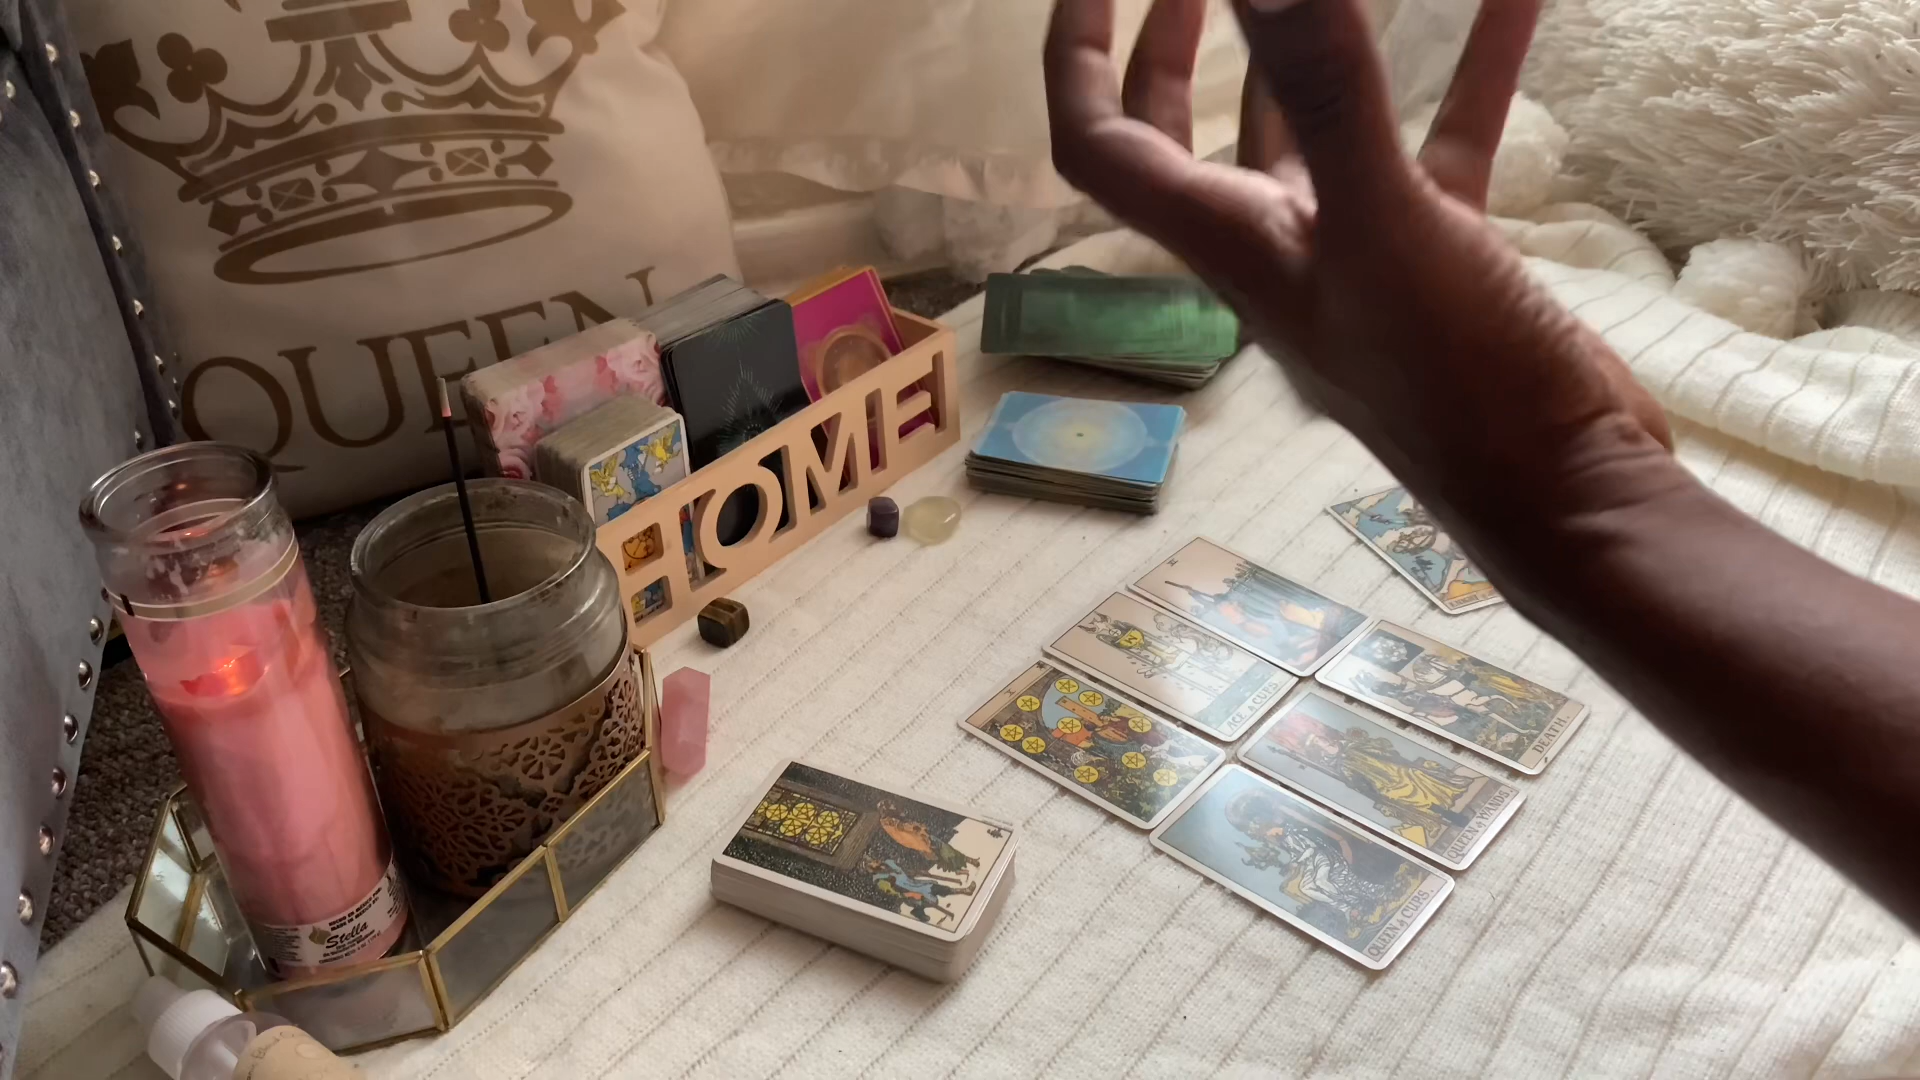 QUEEN
HOME
ACE of CUPS.
DEATH.
QUEEN of WANDS.
QUEEN of CUPS.
X
Stella